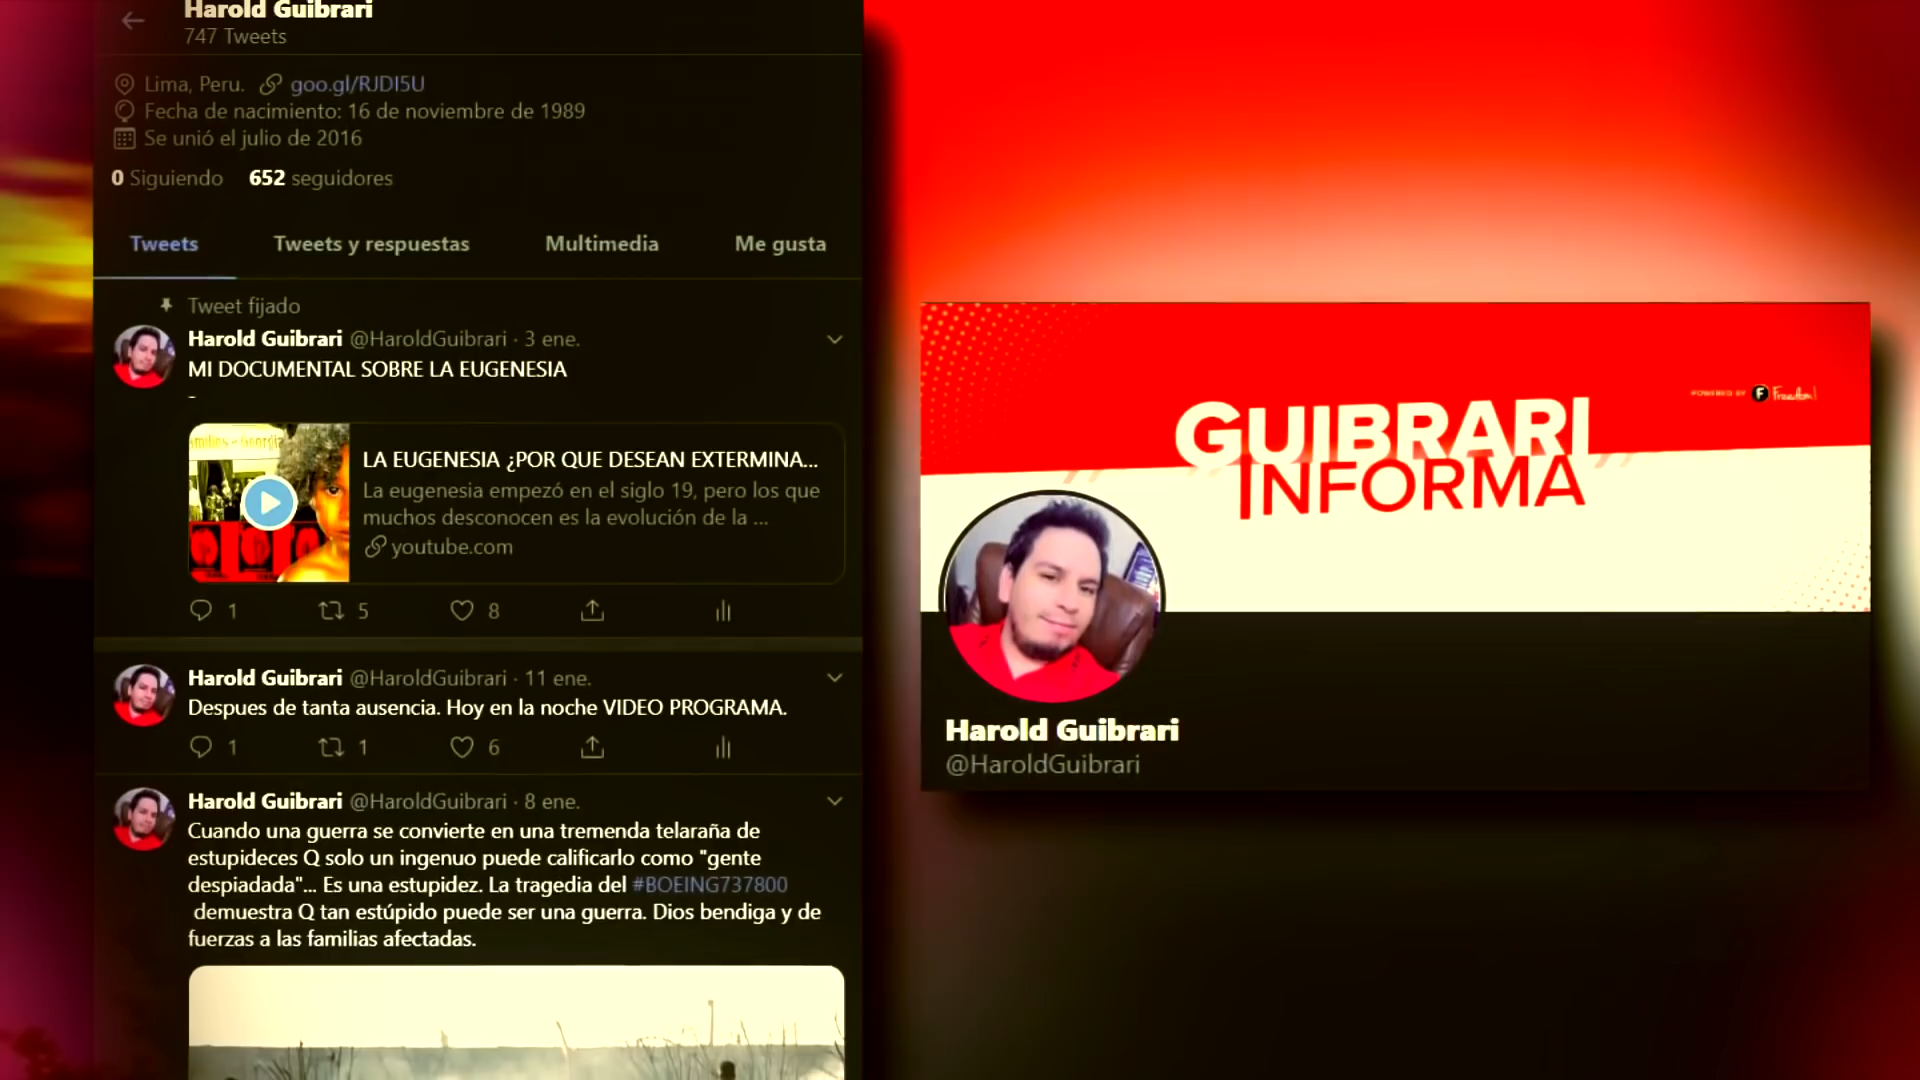 Harold Guibrari
747 Tweets
Lima, Peru. goo.gl/RJDI5U
Fecha de nacimiento: 16 de noviembre de 1989
Se unió el julio de 2016
0 Siguiendo 652 seguidores
Tweets Tweets y respuestas Multimedia Me gusta
Tweet fijado
Harold Guibrari @HaroldGuibrari · 3 ene.
MI DOCUMENTAL SOBRE LA EUGENESIA
-
LA EUGENESIA ¿POR QUE DESEAN EXTERMINA...
La eugenesia empezó en el siglo 19, pero los que
muchos desconocen es la evolución de la ...
youtube.com
1 5 8
Harold Guibrari @HaroldGuibrari · 11 ene.
Despues de tanta ausencia. Hoy en la noche VIDEO PROGRAMA.
1 1 6
Harold Guibrari @HaroldGuibrari · 8 ene.
Cuando una guerra se convierte en una tremenda telaraña de
estupideces Q solo un ingenuo puede calificarlo como "gente
despiadada"... Es una estupidez. La tragedia del #BOEING737800
demuestra Q tan estúpido puede ser una guerra. Dios bendiga y de
fuerzas a las familias afectadas.
POWERED BY F Freedom!
GUIBRARI
INFORMA
Harold Guibrari
@HaroldGuibrari